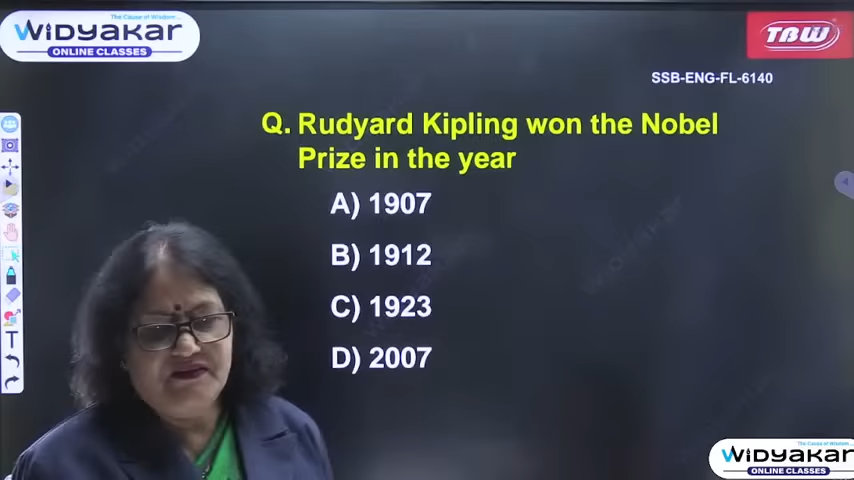 The Cause of Wisdom ...
WiDyakar
ONLINE CLASSES
TBW
SSB-ENG-FL-6140
Q. Rudyard Kipling won the Nobel
Prize in the year
A) 1907
B) 1912
C) 1923
D) 2007
T
The Cause of Wisdom ...
WiDyakar
ONLINE CLASSES